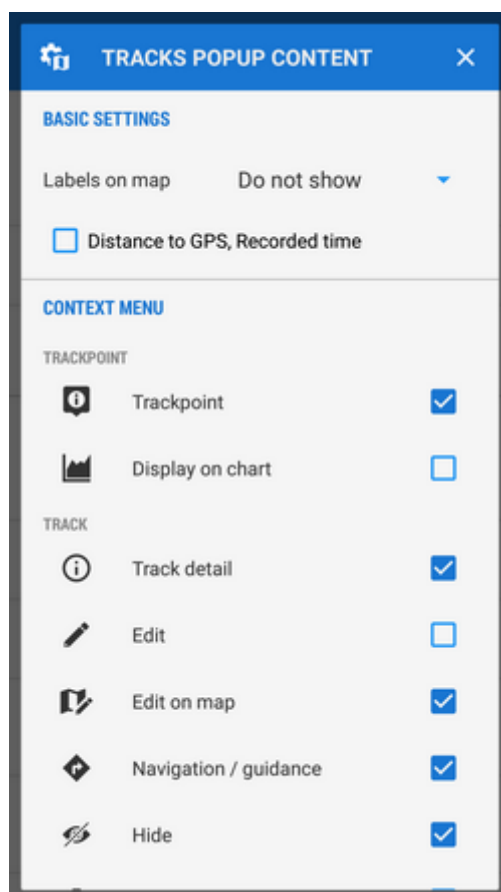 TRACKS POPUP CONTENT
BASIC SETTINGS
Labels on map Do not show
Distance to GPS, Recorded time
CONTEXT MENU
TRACKPOINT
Trackpoint
Display on chart
TRACK
Track detail
Edit
Edit on map
Navigation / guidance
Hide